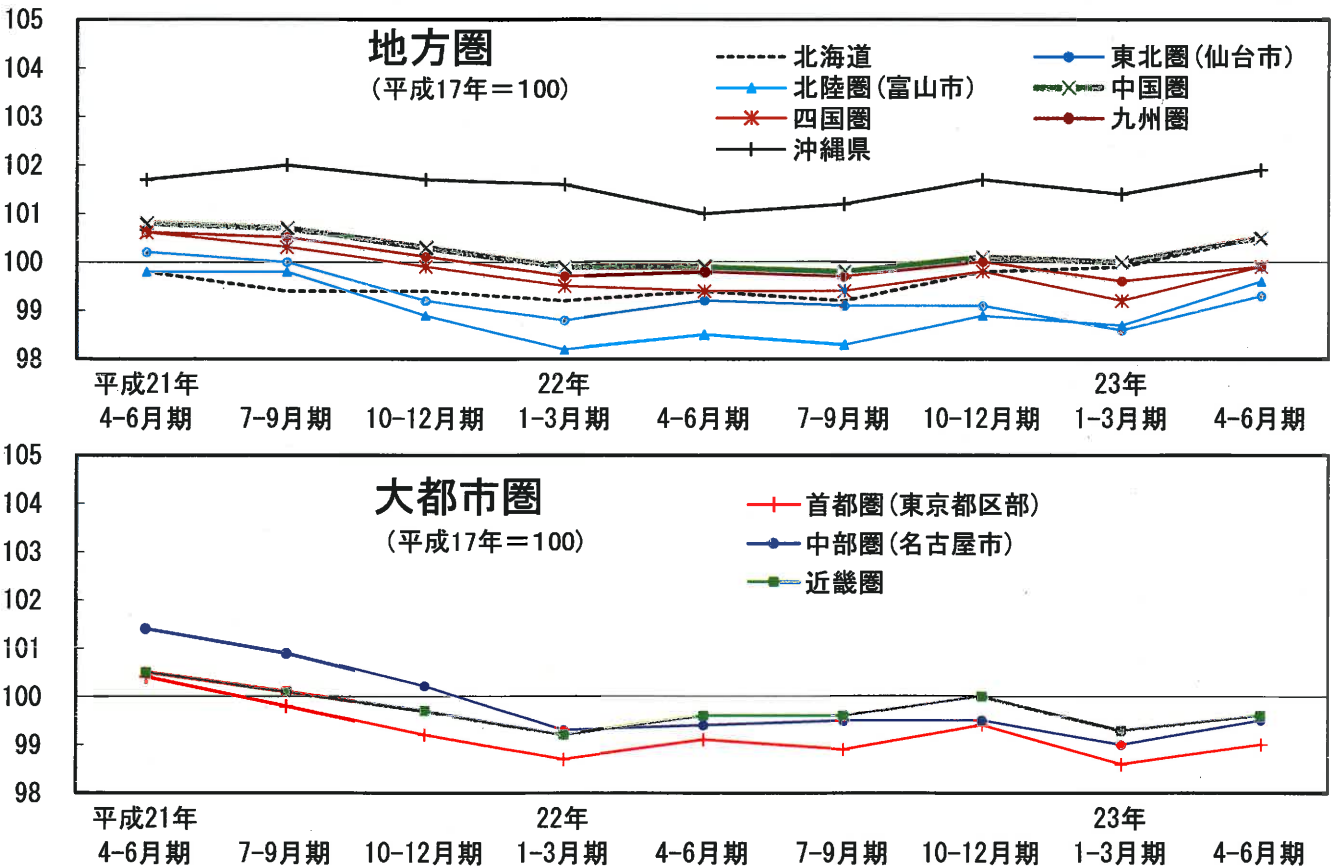 105
地方圏
(平成17年＝100)
北海道
東北圏(仙台市)
北陸圏(富山市)
中国圏
四国圏
九州圏
沖縄県
104
103
102
101
100
99
98
平成21年
22年
23年
4-6月期
7-9月期
10-12月期
1-3月期
4-6月期
7-9月期
10-12月期
1-3月期
4-6月期
105
大都市圏
(平成17年＝100)
首都圏(東京都区部)
中部圏(名古屋市)
近畿圏
104
103
102
101
100
99
98
平成21年
22年
23年
4-6月期
7-9月期
10-12月期
1-3月期
4-6月期
7-9月期
10-12月期
1-3月期
4-6月期